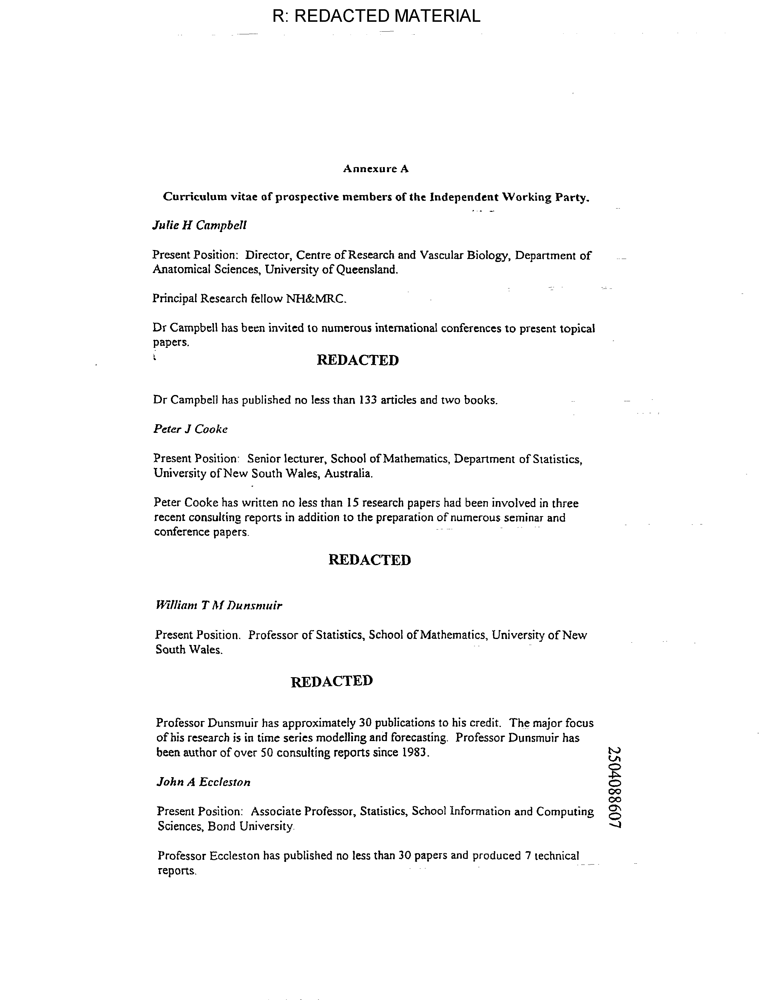 R: REDACTED MATERIAL
Annexure A
Curriculum vitae of prospective members of the Independent Working Party.
Julie H Campbell
Present Position: Director, Centre of Research and Vascular Biology, Department of
Anatomical Sciences, University of Queensland.
Principal Research fellow NH&MRC.
Dr Campbell has been invited to numerous international conferences to present topical
papers.
REDACTED
Dr Campbell has published no less than 133 articles and two books.
Peter J Cooke
Present Position: Senior lecturer, School of Mathematics, Department of Statistics,
University of New South Wales, Australia.
Peter Cooke has written no less than 15 research papers had been involved in three
recent consulting reports in addition to the preparation of numerous seminar and
conference papers.
REDACTED
William T M Dunsmuir
Present Position. Professor of Statistics, School of Mathematics, University of New
South Wales.
REDACTED
Professor Dunsmuir has approximately 30 publications to his credit. The major focus
of his research is in time series modelling and forecasting. Professor Dunsmuir has
been author of over 50 consulting reports since 1983.
John A Eccleston
Present Position: Associate Professor, Statistics, School Information and Computing
Sciences, Bond University.
Professor Eccleston has published no less than 30 papers and produced 7 technical
reports.
2504088607